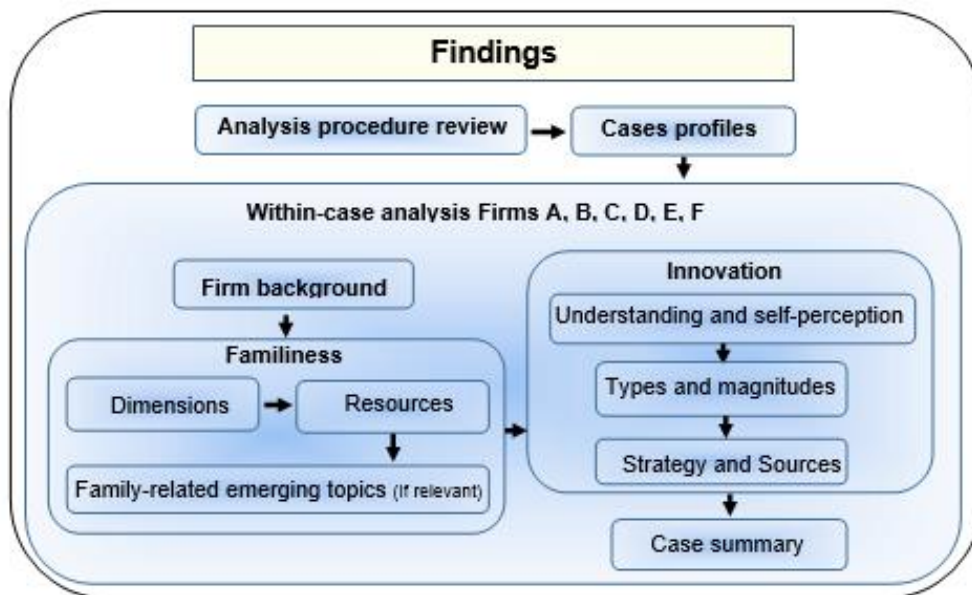 Findings
Analysis procedure review
Cases profiles
Within-case analysis Firms A, B, C, D, E, F
Firm background
Familiness
Dimensions
Resources
Family-related emerging topics (If relevant)
Innovation
Understanding and self-perception
Types and magnitudes
Strategy and Sources
Case summary